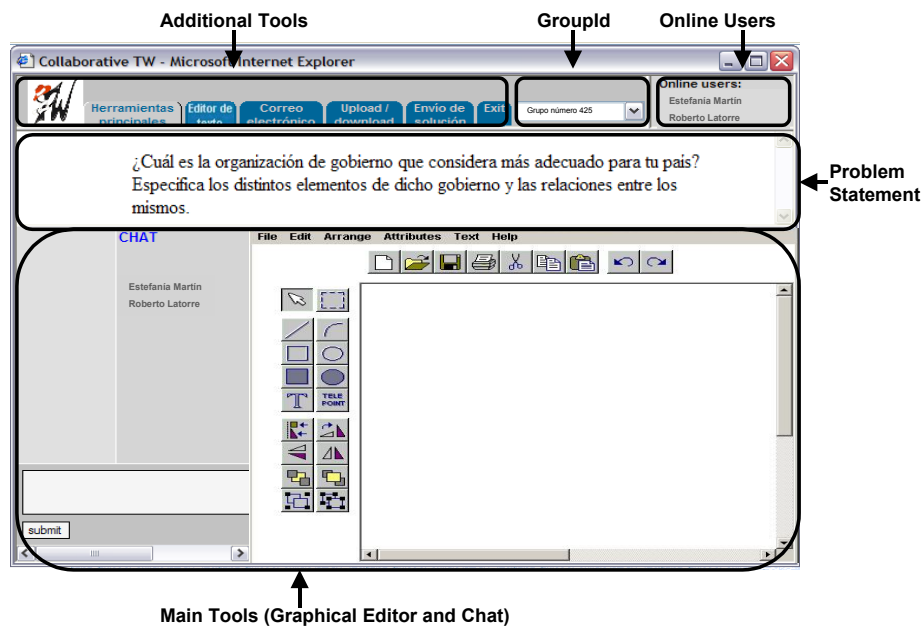 Additional Tools GroupId Online Users
Collaborative TW - Microsoft Internet Explorer
TW
Herramientas principales
Editor de texto
Correo electrónico
Upload / download
Envío de solución
Exit
Grupo número 425
Online users:
Estefanía Martín
Roberto Latorre
¿Cuál es la organización de gobierno que considera más adecuado para tu país?
Especifica los distintos elementos de dicho gobierno y las relaciones entre los
mismos.
Problem
Statement
CHAT
File Edit Arrange Attributes Text Help
Estefanía Martín
Roberto Latorre
T
TELE
POINT
submit
Main Tools (Graphical Editor and Chat)